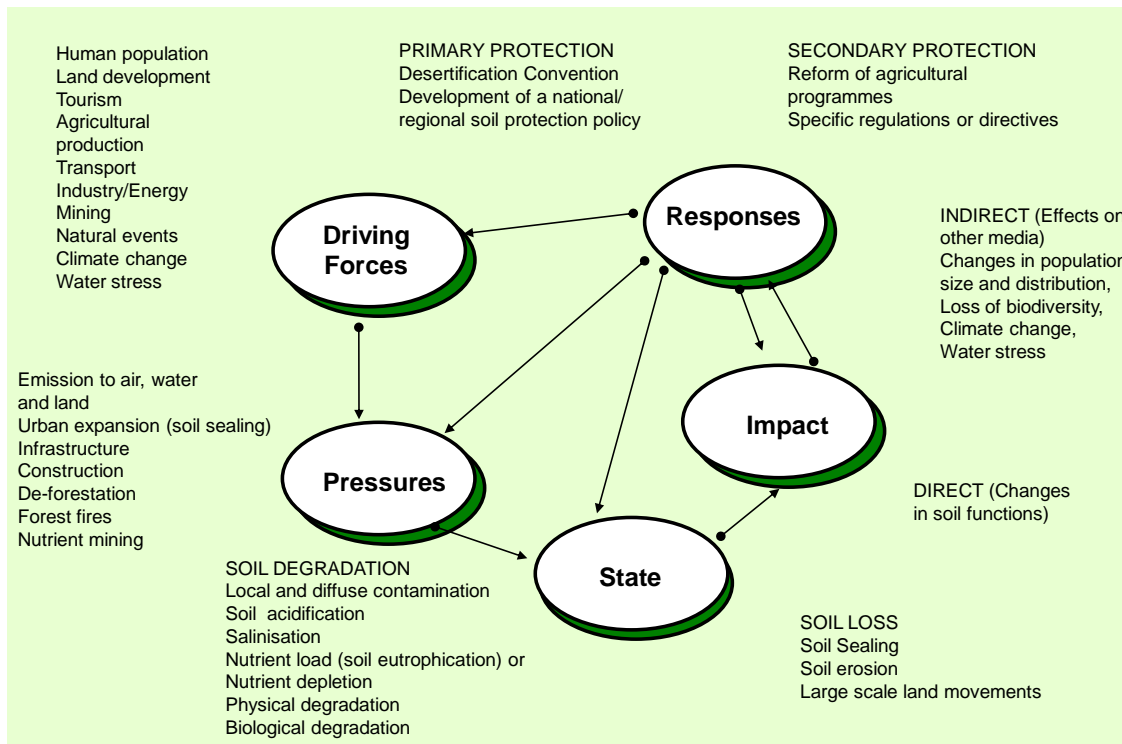 Human population
Land development
Tourism
Agricultural
production
Transport
Industry/Energy
Mining
Natural events
Climate change
Water stress
PRIMARY PROTECTION
Desertification Convention
Development of a national/
regional soil protection policy
SECONDARY PROTECTION
Reform of agricultural
programmes
Specific regulations or directives
Driving
Forces
Responses
INDIRECT (Effects on
other media)
Changes in population
size and distribution,
Loss of biodiversity,
Climate change,
Water stress
Emission to air, water
and land
Urban expansion (soil sealing)
Infrastructure
Construction
De-forestation
Forest fires
Nutrient mining
Pressures
Impact
DIRECT (Changes
in soil functions)
State
SOIL DEGRADATION
Local and diffuse contamination
Soil acidification
Salinisation
Nutrient load (soil eutrophication) or
Nutrient depletion
Physical degradation
Biological degradation
SOIL LOSS
Soil Sealing
Soil erosion
Large scale land movements